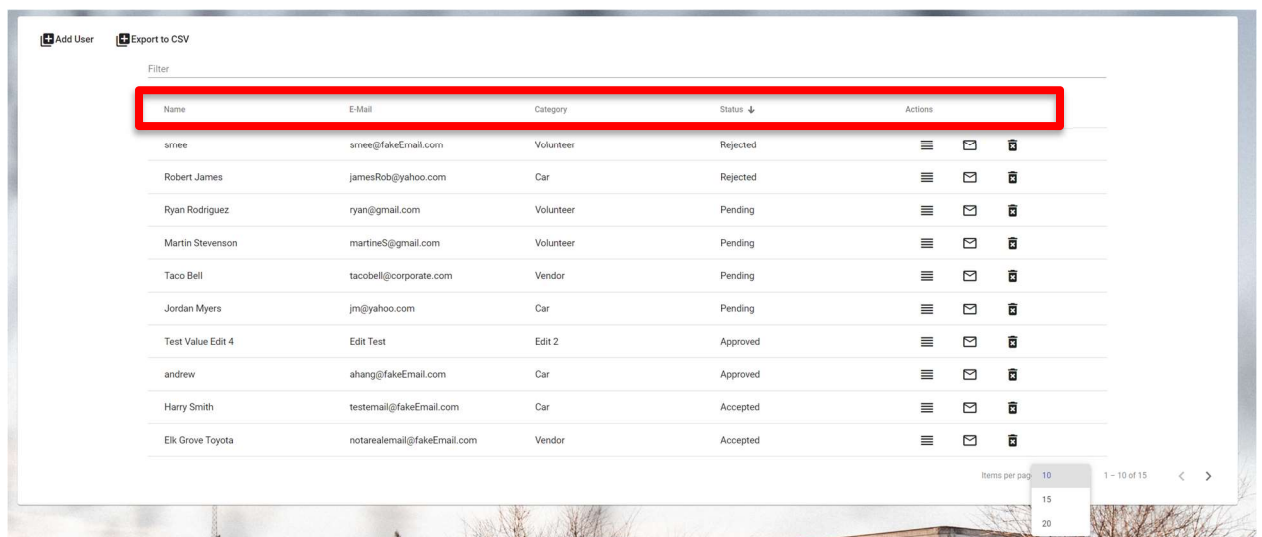 Add User Export to CSV
Filter
Name E-Mail Category Status Actions
smee smee@fakeEmail.com Volunteer Rejected
Robert James jamesRob@yahoo.com Car Rejected
Ryan Rodriguez ryan@gmail.com Volunteer Pending
Martin Stevenson martineS@gmail.com Volunteer Pending
Taco Bell tacobell@corporate.com Vendor Pending
Jordan Myers jm@yahoo.com Car Pending
Test Value Edit 4 Edit Test Edit 2 Approved
andrew ahang@fakeEmail.com Car Approved
Harry Smith testemail@fakeEmail.com Car Accepted
Elk Grove Toyota notarealemail@fakeEmail.com Vendor Accepted
Items per pag 10 1 – 10 of 15
15
20